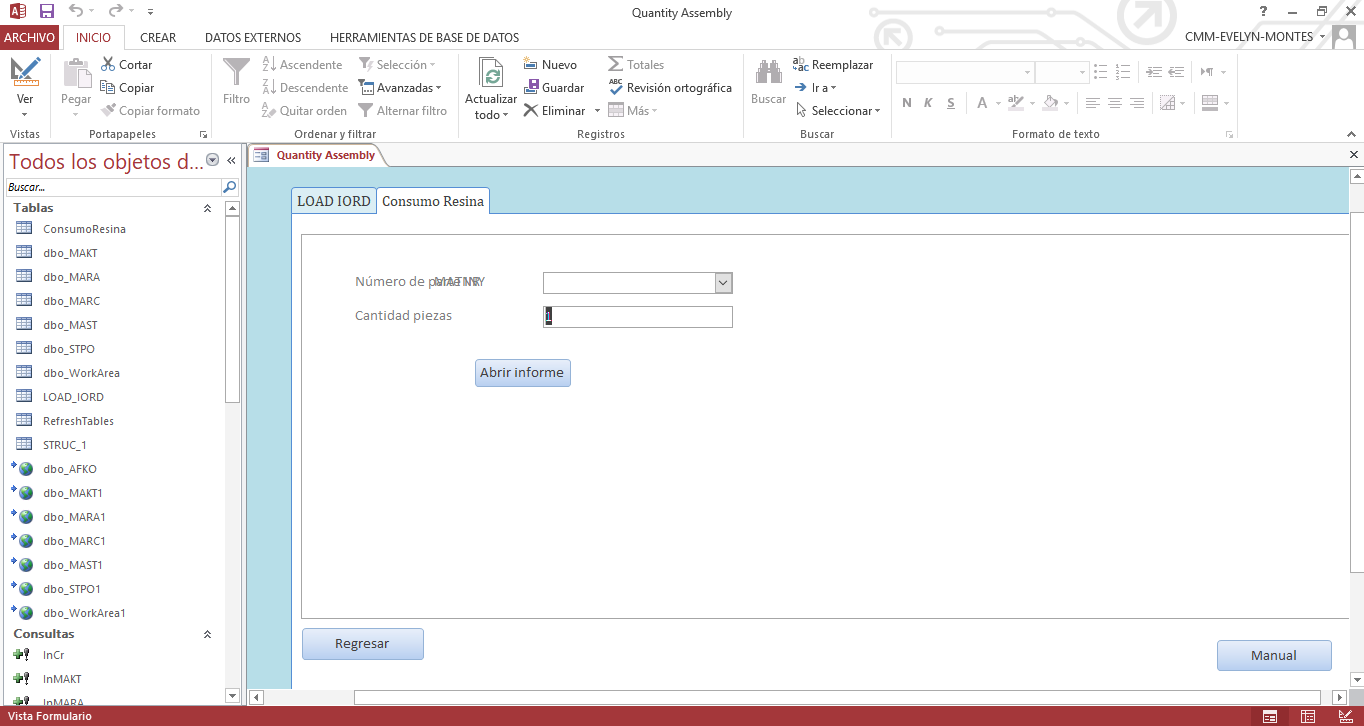 Quantity Assembly
?
ARCHIVO INICIO CREAR DATOS EXTERNOS HERRAMIENTAS DE BASE DE DATOS CMM-EVELYN-MONTES
Ver
Vistas
Pegar
Cortar
Copiar
Copiar formato
Portapapeles
Filtro
Ascendente
Descendente
Quitar orden
Selección
Avanzadas
Alternar filtro
Ordenar y filtrar
Actualizar
todo
Nuevo
Guardar
Eliminar
Totales
Revisión ortográfica
Más
Registros
Buscar
Reemplazar
Ir a
Seleccionar
Buscar
N K S A
Formato de texto
Todos los objetos d...
Buscar...
Tablas
ConsumoResina
dbo_MAKT
dbo_MARA
dbo_MARC
dbo_MAST
dbo_STPO
dbo_WorkArea
LOAD_IORD
RefreshTables
STRUC_1
dbo_AFKO
dbo_MAKT1
dbo_MARA1
dbo_MARC1
dbo_MAST1
dbo_STPO1
dbo_WorkArea1
Consultas
InCr
InMAKT
InMARA
Quantity Assembly
LOAD IORD Consumo Resina
Número de parte
Cantidad piezas 1
Abrir informe
Regresar
Manual
Vista Formulario